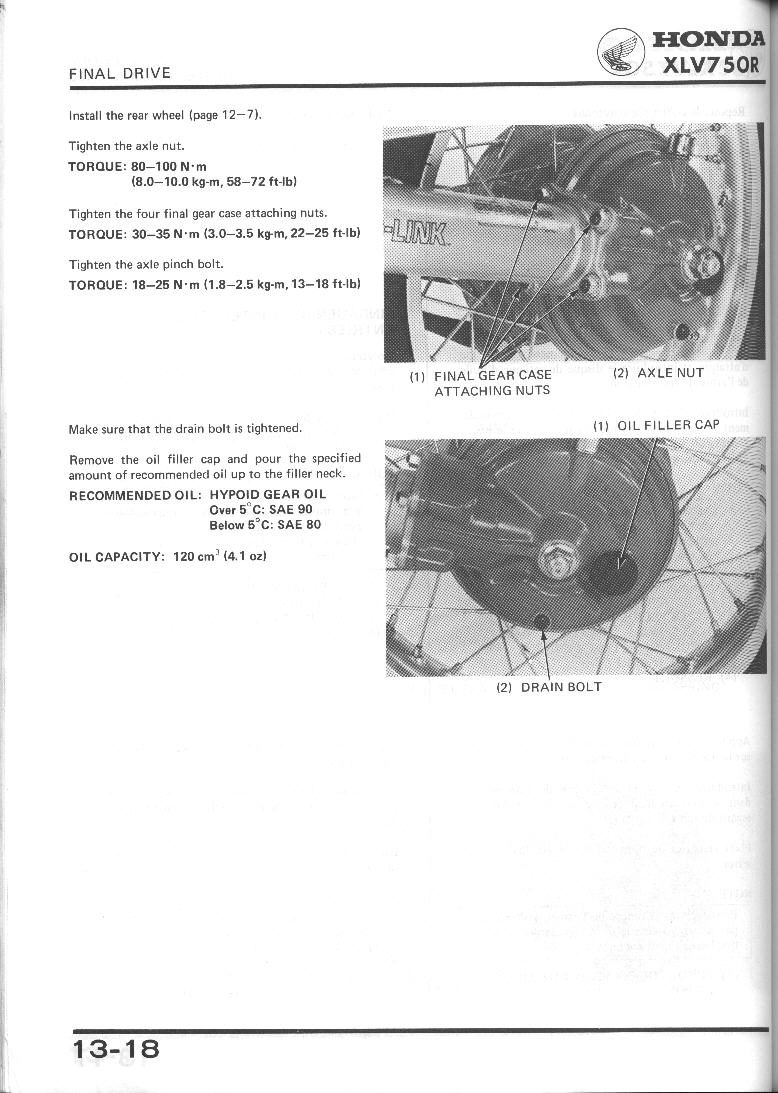 HONDA
XLV750R
FINAL DRIVE
Install the rear wheel (page 12–7).
Tighten the axle nut.
TORQUE: 80–100 N·m
(8.0–10.0 kg-m, 58–72 ft-lb)
Tighten the four final gear case attaching nuts.
TORQUE: 30–35 N·m (3.0–3.5 kg-m, 22–25 ft-lb)
Tighten the axle pinch bolt.
TORQUE: 18–25 N·m (1.8–2.5 kg-m, 13–18 ft-lb)
-LINK
(1) FINAL GEAR CASE
ATTACHING NUTS
(2) AXLE NUT
Make sure that the drain bolt is tightened.
Remove the oil filler cap and pour the specified
amount of recommended oil up to the filler neck.
RECOMMENDED OIL: HYPOID GEAR OIL
Over 5°C: SAE 90
Below 5°C: SAE 80
OIL CAPACITY: 120 cm³ (4.1 oz)
(1) OIL FILLER CAP
(2) DRAIN BOLT
13-18